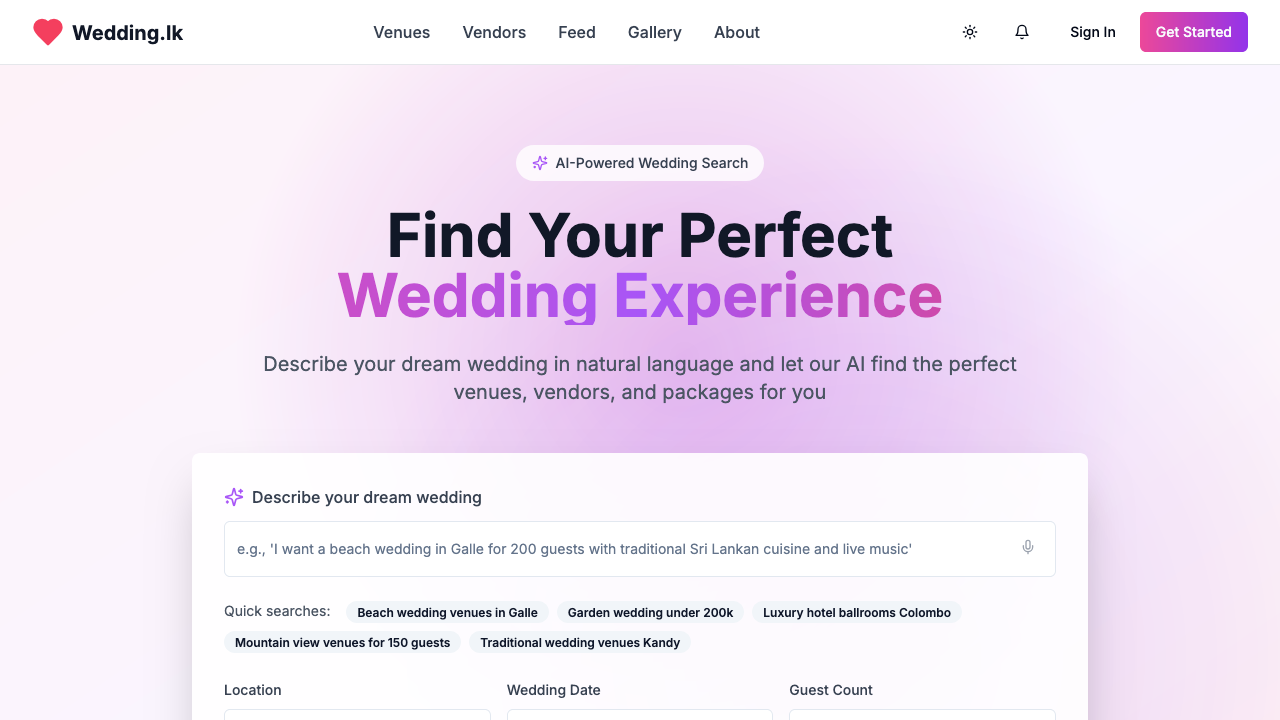 Wedding.lk
Venues
Vendors
Feed
Gallery
About
Sign In
Get Started
AI-Powered Wedding Search
Find Your Perfect
Wedding Experience
Describe your dream wedding in natural language and let our AI find the perfect
venues, vendors, and packages for you
Describe your dream wedding
e.g., 'I want a beach wedding in Galle for 200 guests with traditional Sri Lankan cuisine and live music'
Quick searches:
Beach wedding venues in Galle
Garden wedding under 200k
Luxury hotel ballrooms Colombo
Mountain view venues for 150 guests
Traditional wedding venues Kandy
Location
Wedding Date
Guest Count